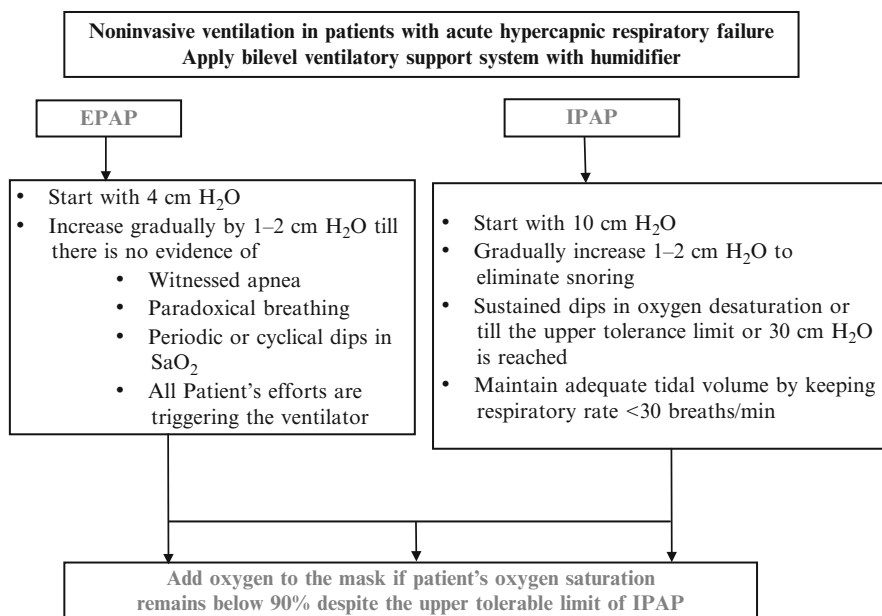 Noninvasive ventilation in patients with acute hypercapnic respiratory failure
Apply bilevel ventilatory support system with humidifier
EPAP
• Start with 4 cm H₂O
• Increase gradually by 1–2 cm H₂O till
there is no evidence of
• Witnessed apnea
• Paradoxical breathing
• Periodic or cyclical dips in
SaO₂
• All Patient's efforts are
triggering the ventilator
IPAP
• Start with 10 cm H₂O
• Gradually increase 1–2 cm H₂O to
eliminate snoring
• Sustained dips in oxygen desaturation or
till the upper tolerance limit or 30 cm H₂O
is reached
• Maintain adequate tidal volume by keeping
respiratory rate <30 breaths/min
Add oxygen to the mask if patient's oxygen saturation
remains below 90% despite the upper tolerable limit of IPAP